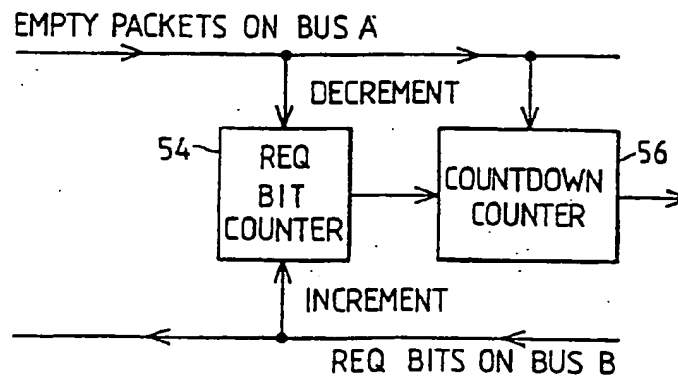 EMPTY PACKETS ON BUS A
DECREMENT
54
REQ
BIT
COUNTER
56
COUNTDOWN
COUNTER
INCREMENT
REQ BITS ON BUS B